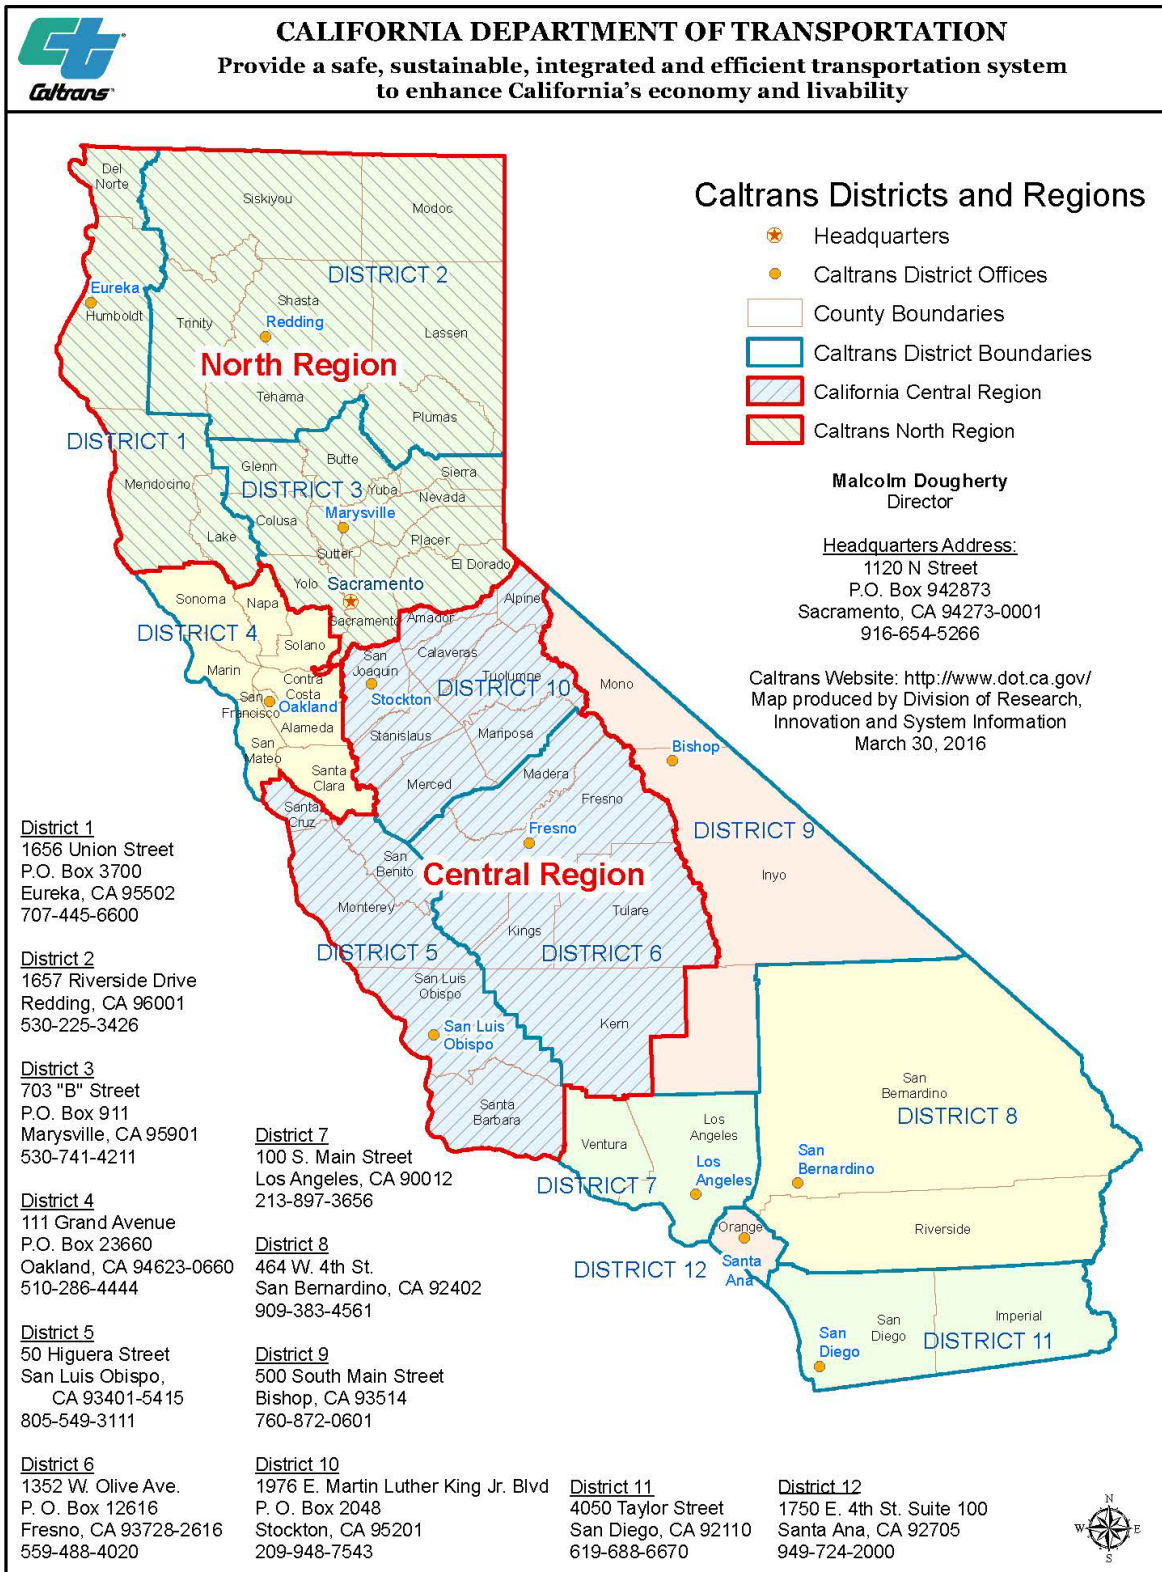 Caltrans
CALIFORNIA DEPARTMENT OF TRANSPORTATION
Provide a safe, sustainable, integrated and efficient transportation system
to enhance California's economy and livability
Caltrans Districts and Regions
Headquarters
Caltrans District Offices
County Boundaries
Caltrans District Boundaries
California Central Region
Caltrans North Region
Malcolm Dougherty
Director
Headquarters Address:
1120 N Street
P.O. Box 942873
Sacramento, CA 94273-0001
916-654-5266
Caltrans Website: http://www.dot.ca.gov/
Map produced by Division of Research,
Innovation and System Information
March 30, 2016
Del
Norte
Siskiyou
Modoc
DISTRICT 2
Eureka
Humboldt
Shasta
Trinity
Redding
Lassen
North Region
Tehama
Plumas
DISTRICT 1
Glenn
Butte
Sierra
Mendocino
DISTRICT 3
Yuba
Nevada
Colusa
Marysville
Lake
Sutter
Placer
El Dorado
Yolo
Sacramento
Sonoma
Napa
Sacramento
Amador
Alpine
DISTRICT 4
Solano
Calaveras
Marin
San
Joaquin
Tuolumne
Contra
Costa
DISTRICT 10
Mono
San
Francisco
Oakland
Stockton
Alameda
Stanislaus
Mariposa
San
Mateo
Bishop
Santa
Clara
Merced
Madera
Fresno
Santa
Cruz
Fresno
DISTRICT 9
San
Benito
Central Region
Inyo
Monterey
Tulare
Kings
DISTRICT 5
DISTRICT 6
San Luis
Obispo
Kern
San Luis
Obispo
San
Bernardino
Santa
Barbara
DISTRICT 8
Los
Angeles
Ventura
San
Bernardino
Los
Angeles
DISTRICT 7
Orange
Riverside
DISTRICT 12
Santa
Ana
San
Diego
Imperial
San
Diego
DISTRICT 11
District 1
1656 Union Street
P.O. Box 3700
Eureka, CA 95502
707-445-6600
District 2
1657 Riverside Drive
Redding, CA 96001
530-225-3426
District 3
703 "B" Street
P.O. Box 911
Marysville, CA 95901
530-741-4211
District 4
111 Grand Avenue
P.O. Box 23660
Oakland, CA 94623-0660
510-286-4444
District 5
50 Higuera Street
San Luis Obispo,
CA 93401-5415
805-549-3111
District 6
1352 W. Olive Ave.
P. O. Box 12616
Fresno, CA 93728-2616
559-488-4020
District 7
100 S. Main Street
Los Angeles, CA 90012
213-897-3656
District 8
464 W. 4th St.
San Bernardino, CA 92402
909-383-4561
District 9
500 South Main Street
Bishop, CA 93514
760-872-0601
District 10
1976 E. Martin Luther King Jr. Blvd
P. O. Box 2048
Stockton, CA 95201
209-948-7543
District 11
4050 Taylor Street
San Diego, CA 92110
619-688-6670
District 12
1750 E. 4th St. Suite 100
Santa Ana, CA 92705
949-724-2000
N
W
E
S